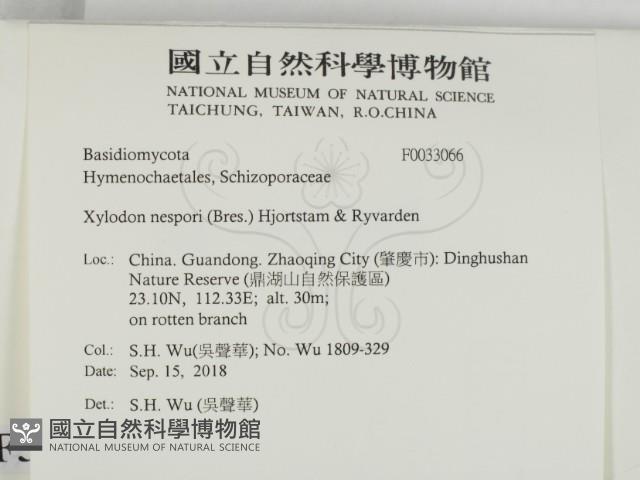 國立自然科學博物館
NATIONAL MUSEUM OF NATURAL SCIENCE
TAICHUNG, TAIWAN, R.O.CHINA
Basidiomycota F0033066
Hymenochaetales, Schizoporaceae
Xylodon nespori (Bres.) Hjortstam & Ryvarden
Loc.: China. Guandong. Zhaoqing City (肇慶市): Dinghushan
Nature Reserve (鼎湖山自然保護區)
23.10N, 112.33E; alt. 30m;
on rotten branch
Col.: S.H. Wu(吳聲華); No. Wu 1809-329
Date: Sep. 15, 2018
Det.: S.H. Wu (吳聲華)
國立自然科學博物館
NATIONAL MUSEUM OF NATURAL SCIENCE